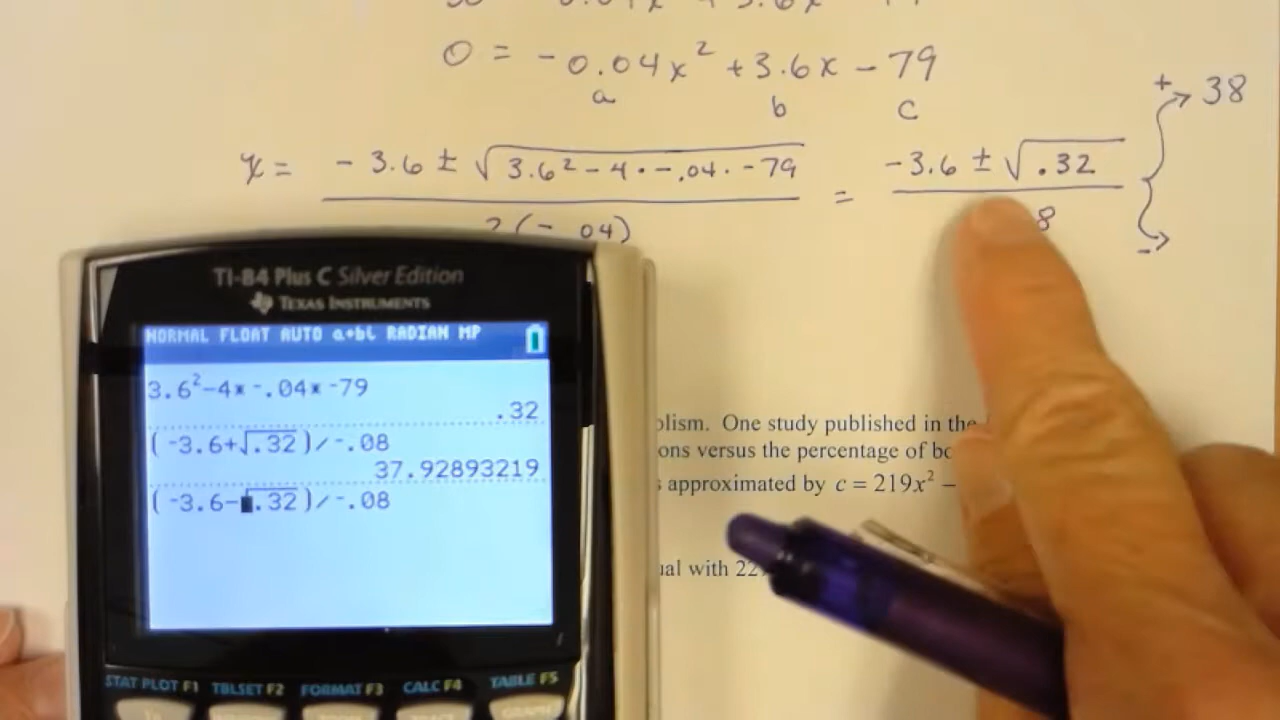 0 = -0.04x² + 3.6x - 79
a b c
+ 38
x = -3.6 ± √3.6² - 4 · -.04 · -79 = -3.6 ± √.32
2(-.04) 8
-
TI-84 Plus C Silver Edition
TEXAS INSTRUMENTS
NORMAL FLOAT AUTO a+bi RADIAN MP
3.6²-4*-.04*-79
.32
(-3.6+√.32)/-.08
37.92893219
(-3.6-√.32)/-.08
One study published in the
ons versus the percentage of
approximated by c = 219x² –
with 22
STAT PLOT F1 TBLSET F2 FORMAT F3 CALC F4 TABLE F5